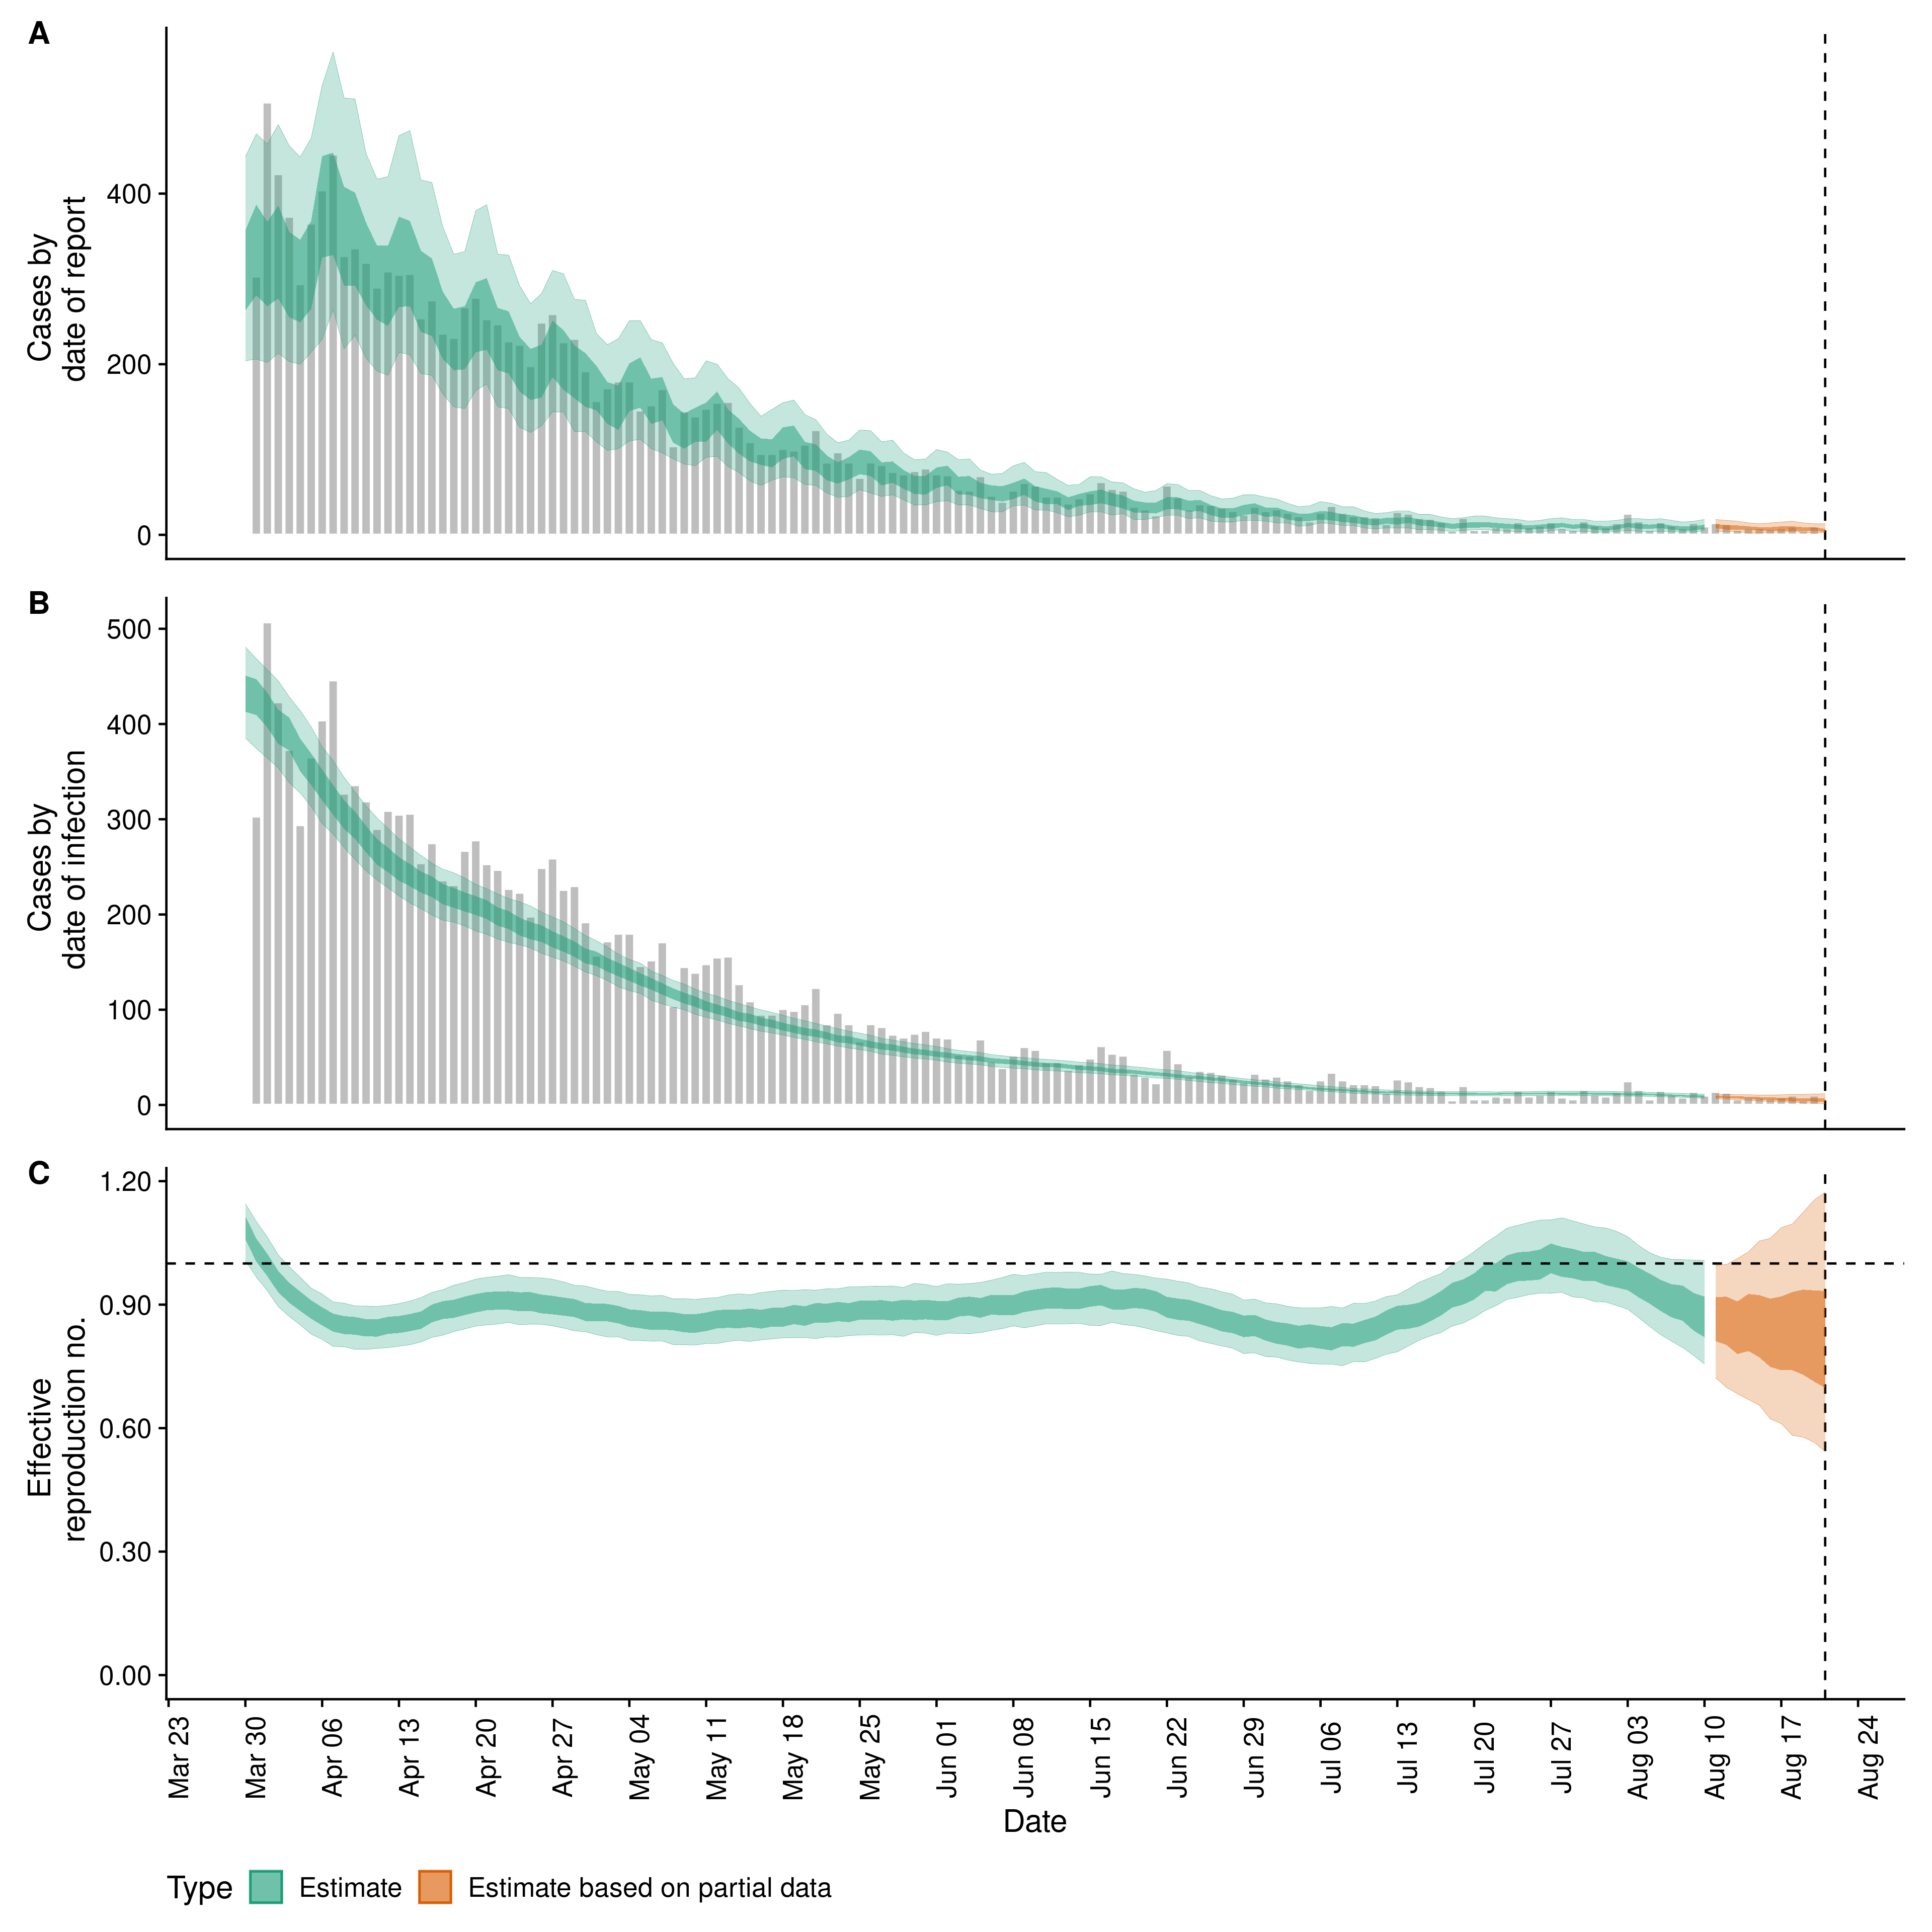 A
Cases by
date of report
400
200
0
B
Cases by
date of infection
500
400
300
200
100
0
C
Effective
reproduction no.
1.20
0.90
0.60
0.30
0.00
Mar 23
Mar 30
Apr 06
Apr 13
Apr 20
Apr 27
May 04
May 11
May 18
May 25
Jun 01
Jun 08
Jun 15
Jun 22
Jun 29
Jul 06
Jul 13
Jul 20
Jul 27
Aug 03
Aug 10
Aug 17
Aug 24
Date
Type Estimate Estimate based on partial data